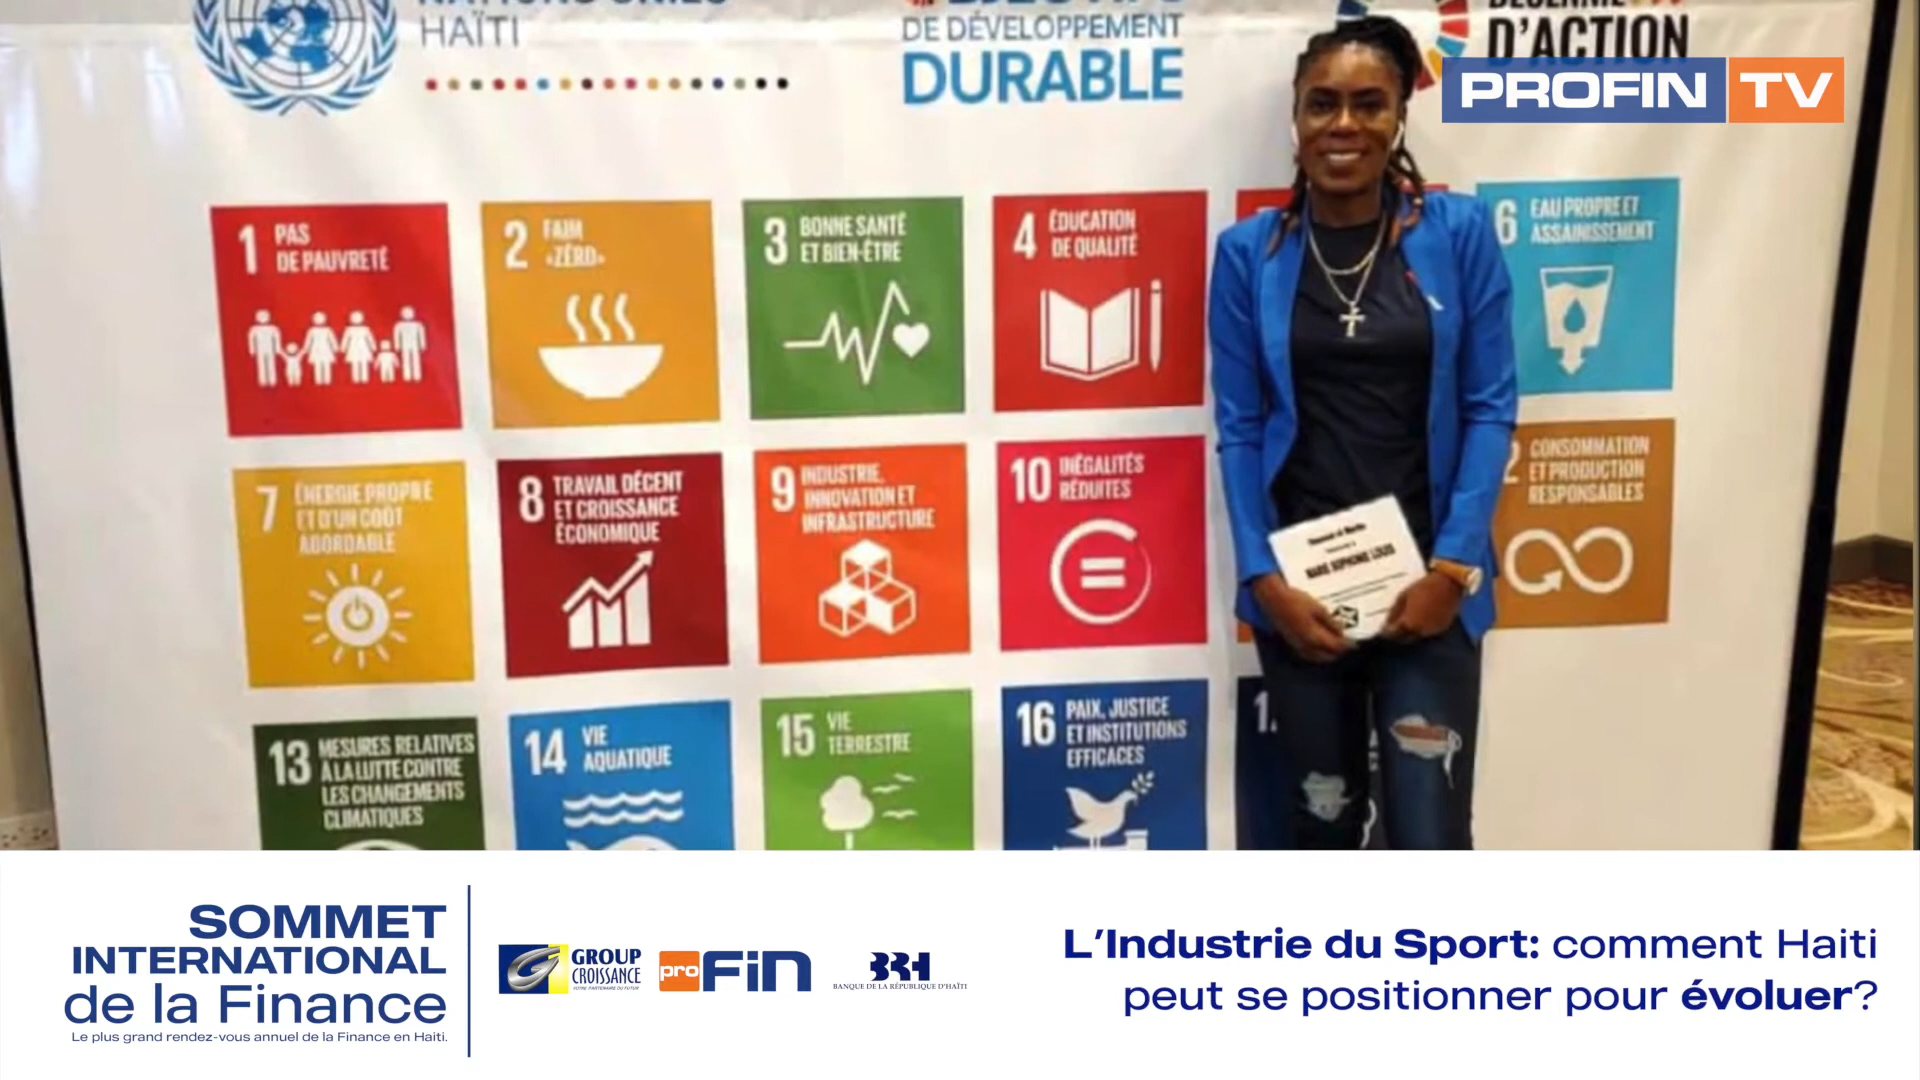 HAÏTI
DE DÉVELOPPEMENT
DURABLE
D'ACTION
PROFIN TV
1 PAS
DE PAUVRETÉ
2 FAIM
«ZÉRO»
3 BONNE SANTÉ
ET BIEN-ÊTRE
4 ÉDUCATION
DE QUALITÉ
6 EAU PROPRE ET
ASSAINISSEMENT
7 ÉNERGIE PROPRE
ET D'UN COÛT
ABORDABLE
8 TRAVAIL DÉCENT
ET CROISSANCE
ÉCONOMIQUE
9 INDUSTRIE,
INNOVATION ET
INFRASTRUCTURE
10 INÉGALITÉS
RÉDUITES
2 CONSOMMATION
ET PRODUCTION
RESPONSABLES
13 MESURES RELATIVES
À LA LUTTE CONTRE
LES CHANGEMENTS
CLIMATIQUES
14 VIE
AQUATIQUE
15 VIE
TERRESTRE
16 PAIX, JUSTICE
ET INSTITUTIONS
EFFICACES
SOMMET
INTERNATIONAL
de la Finance
Le plus grand rendez-vous annuel de la Finance en Haiti.
GROUP
CROISSANCE
VOTRE PARTENAIRE DU FUTUR
proFin
BRH
BANQUE DE LA RÉPUBLIQUE D'HAÏTI
L'Industrie du Sport: comment Haiti
peut se positionner pour évoluer?